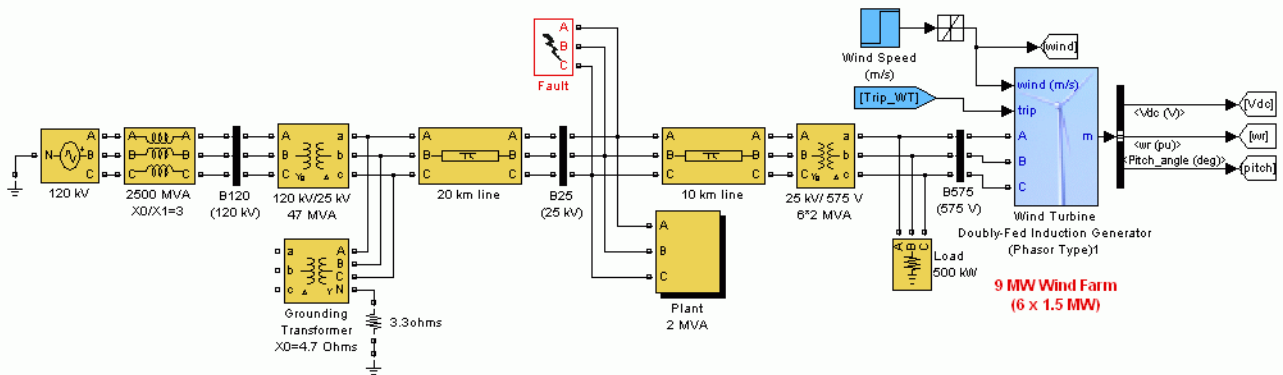 A
B
C
Fault
Wind Speed
(m/s)
[wind]
[Trip_WT]
wind (m/s)
trip
A
B
C
m
<Vdc (V)>
<wr (pu)>
<Pitch_angle (deg)>
[Vdc]
[wr]
[pitch]
N
A
B
C
120 kV
A A
B B
C C
2500 MVA
X0/X1=3
B120
(120 kV)
A a
B b
C c
120 kV/25 kV
47 MVA
A A
B B
C C
20 km line
B25
(25 kV)
A A
B B
C C
10 km line
A a
B b
C c
25 kV/ 575 V
6*2 MVA
B575
(575 V)
Wind Turbine
Doubly-Fed Induction Generator
(Phasor Type)1
A B C
Load
500 kW
9 MW Wind Farm
(6 x 1.5 MW)
a A
b B
c C
N
Grounding
Transformer
X0=4.7 Ohms
3.3ohms
A
B
C
Plant
2 MVA